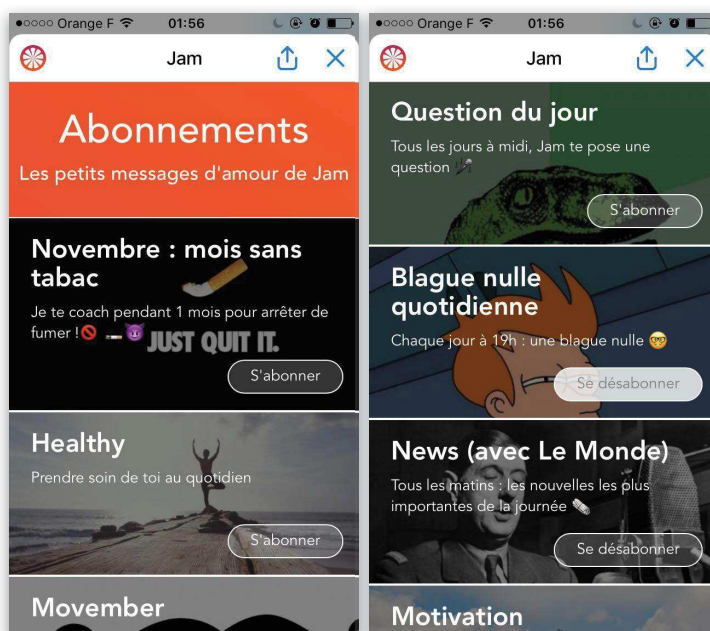 Orange F 01:56
Jam
Abonnements
Les petits messages d'amour de Jam
Novembre : mois sans
tabac
Je te coach pendant 1 mois pour arrêter de
fumer !🚫 🚬😈
JUST QUIT IT.
S'abonner
Healthy
Prendre soin de toi au quotidien
S'abonner
Movember
Orange F 01:56
Jam
Question du jour
Tous les jours à midi, Jam te pose une
question
S'abonner
Blague nulle
quotidienne
Chaque jour à 19h : une blague nulle 🤓
Se désabonner
News (avec Le Monde)
Tous les matins : les nouvelles les plus
importantes de la journée 🗞
Se désabonner
Motivation